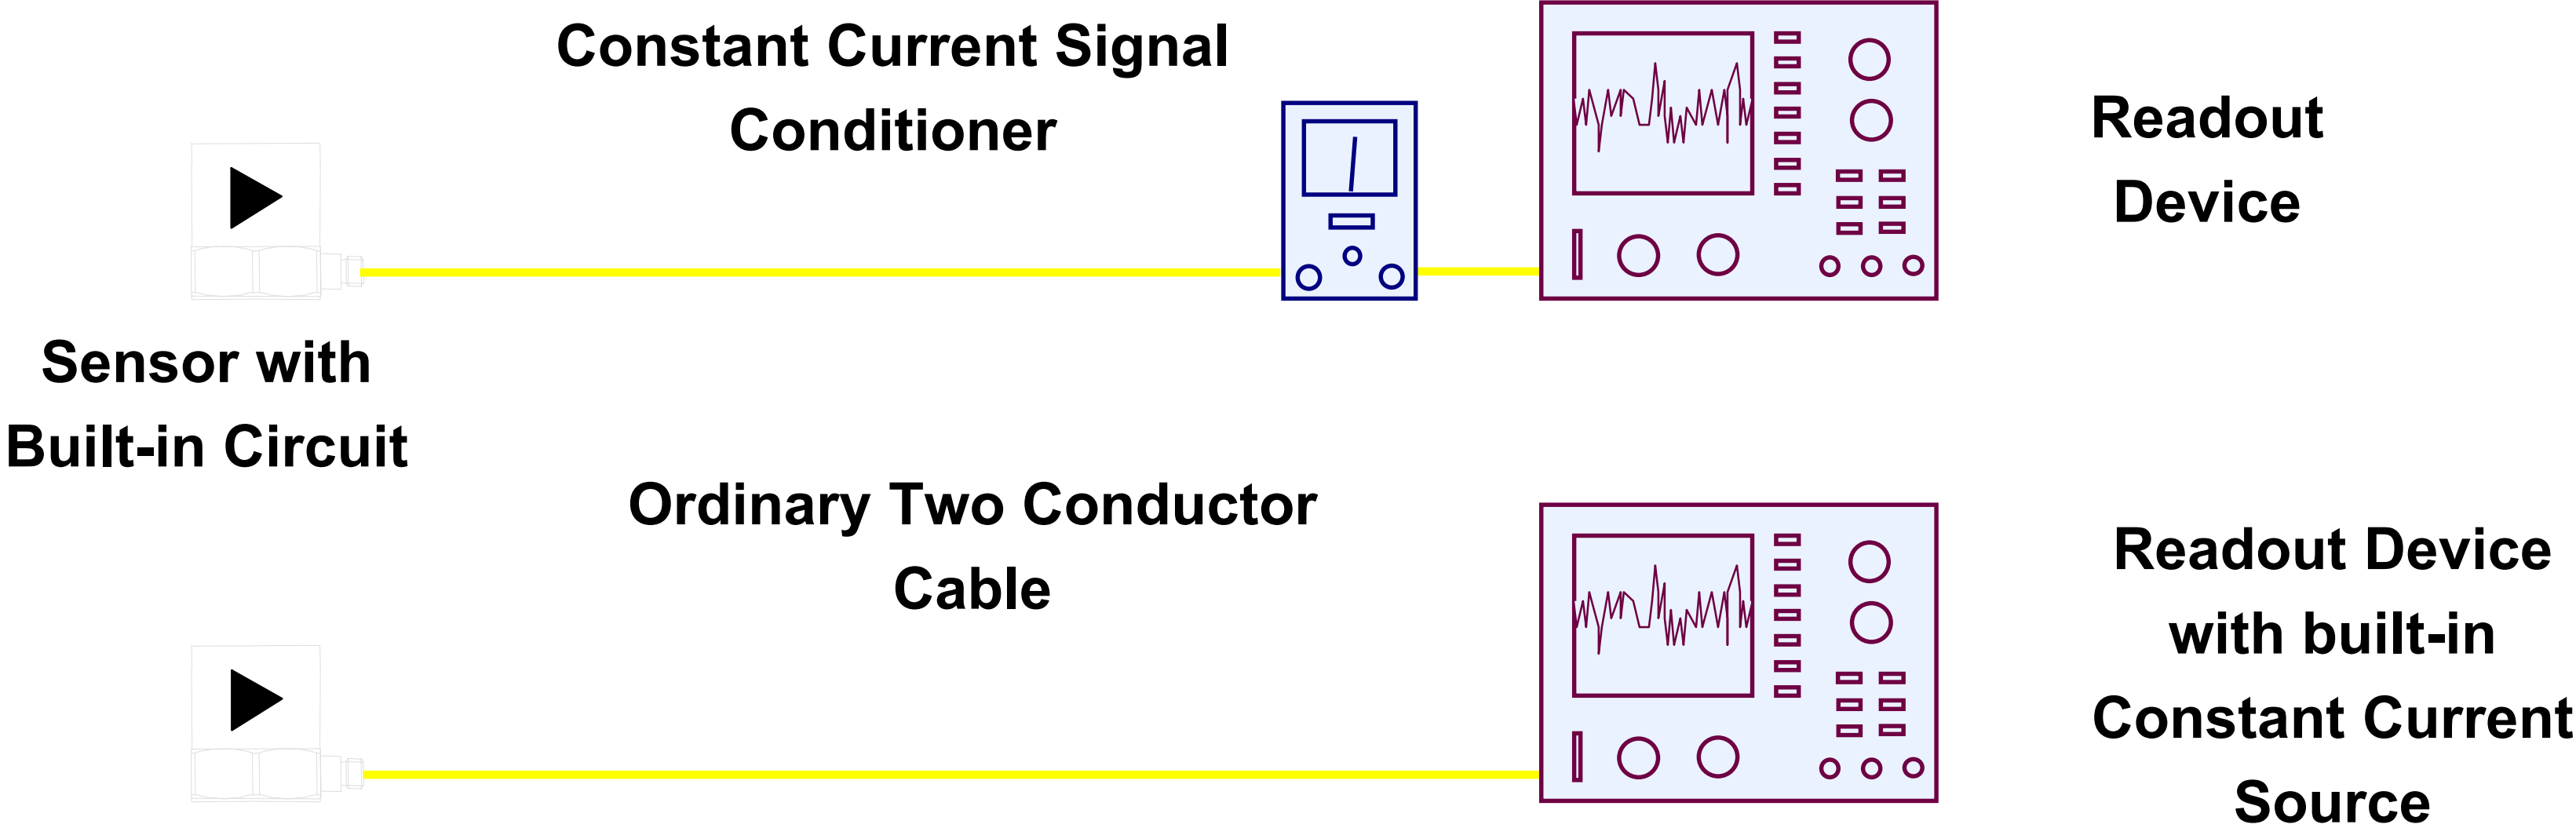 Constant Current Signal
Conditioner
Readout
Device
Sensor with
Built-in Circuit
Ordinary Two Conductor
Cable
Readout Device
with built-in
Constant Current
Source